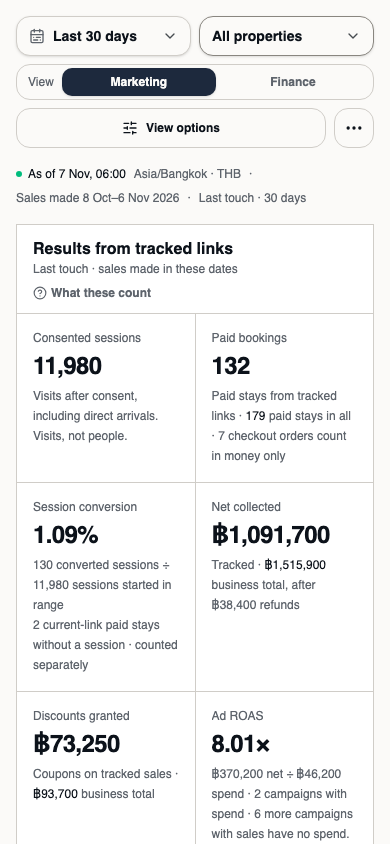 Last 30 days
All properties
View
Marketing
Finance
View options
As of 7 Nov, 06:00 Asia/Bangkok · THB ·
Sales made 8 Oct–6 Nov 2026 · Last touch · 30 days
Results from tracked links
Last touch · sales made in these dates
What these count
Consented sessions
11,980
Visits after consent,
including direct arrivals.
Visits, not people.
Paid bookings
132
Paid stays from tracked
links · 179 paid stays in all
· 7 checkout orders count
in money only
Session conversion
1.09%
130 converted sessions ÷
11,980 sessions started in
range
2 current-link paid stays
without a session · counted
separately
Net collected
฿1,091,700
Tracked · ฿1,515,900
business total, after
฿38,400 refunds
Discounts granted
฿73,250
Coupons on tracked sales ·
฿93,700 business total
Ad ROAS
8.01×
฿370,200 net ÷ ฿46,200
spend · 2 campaigns with
spend · 6 more campaigns
with sales have no spend.